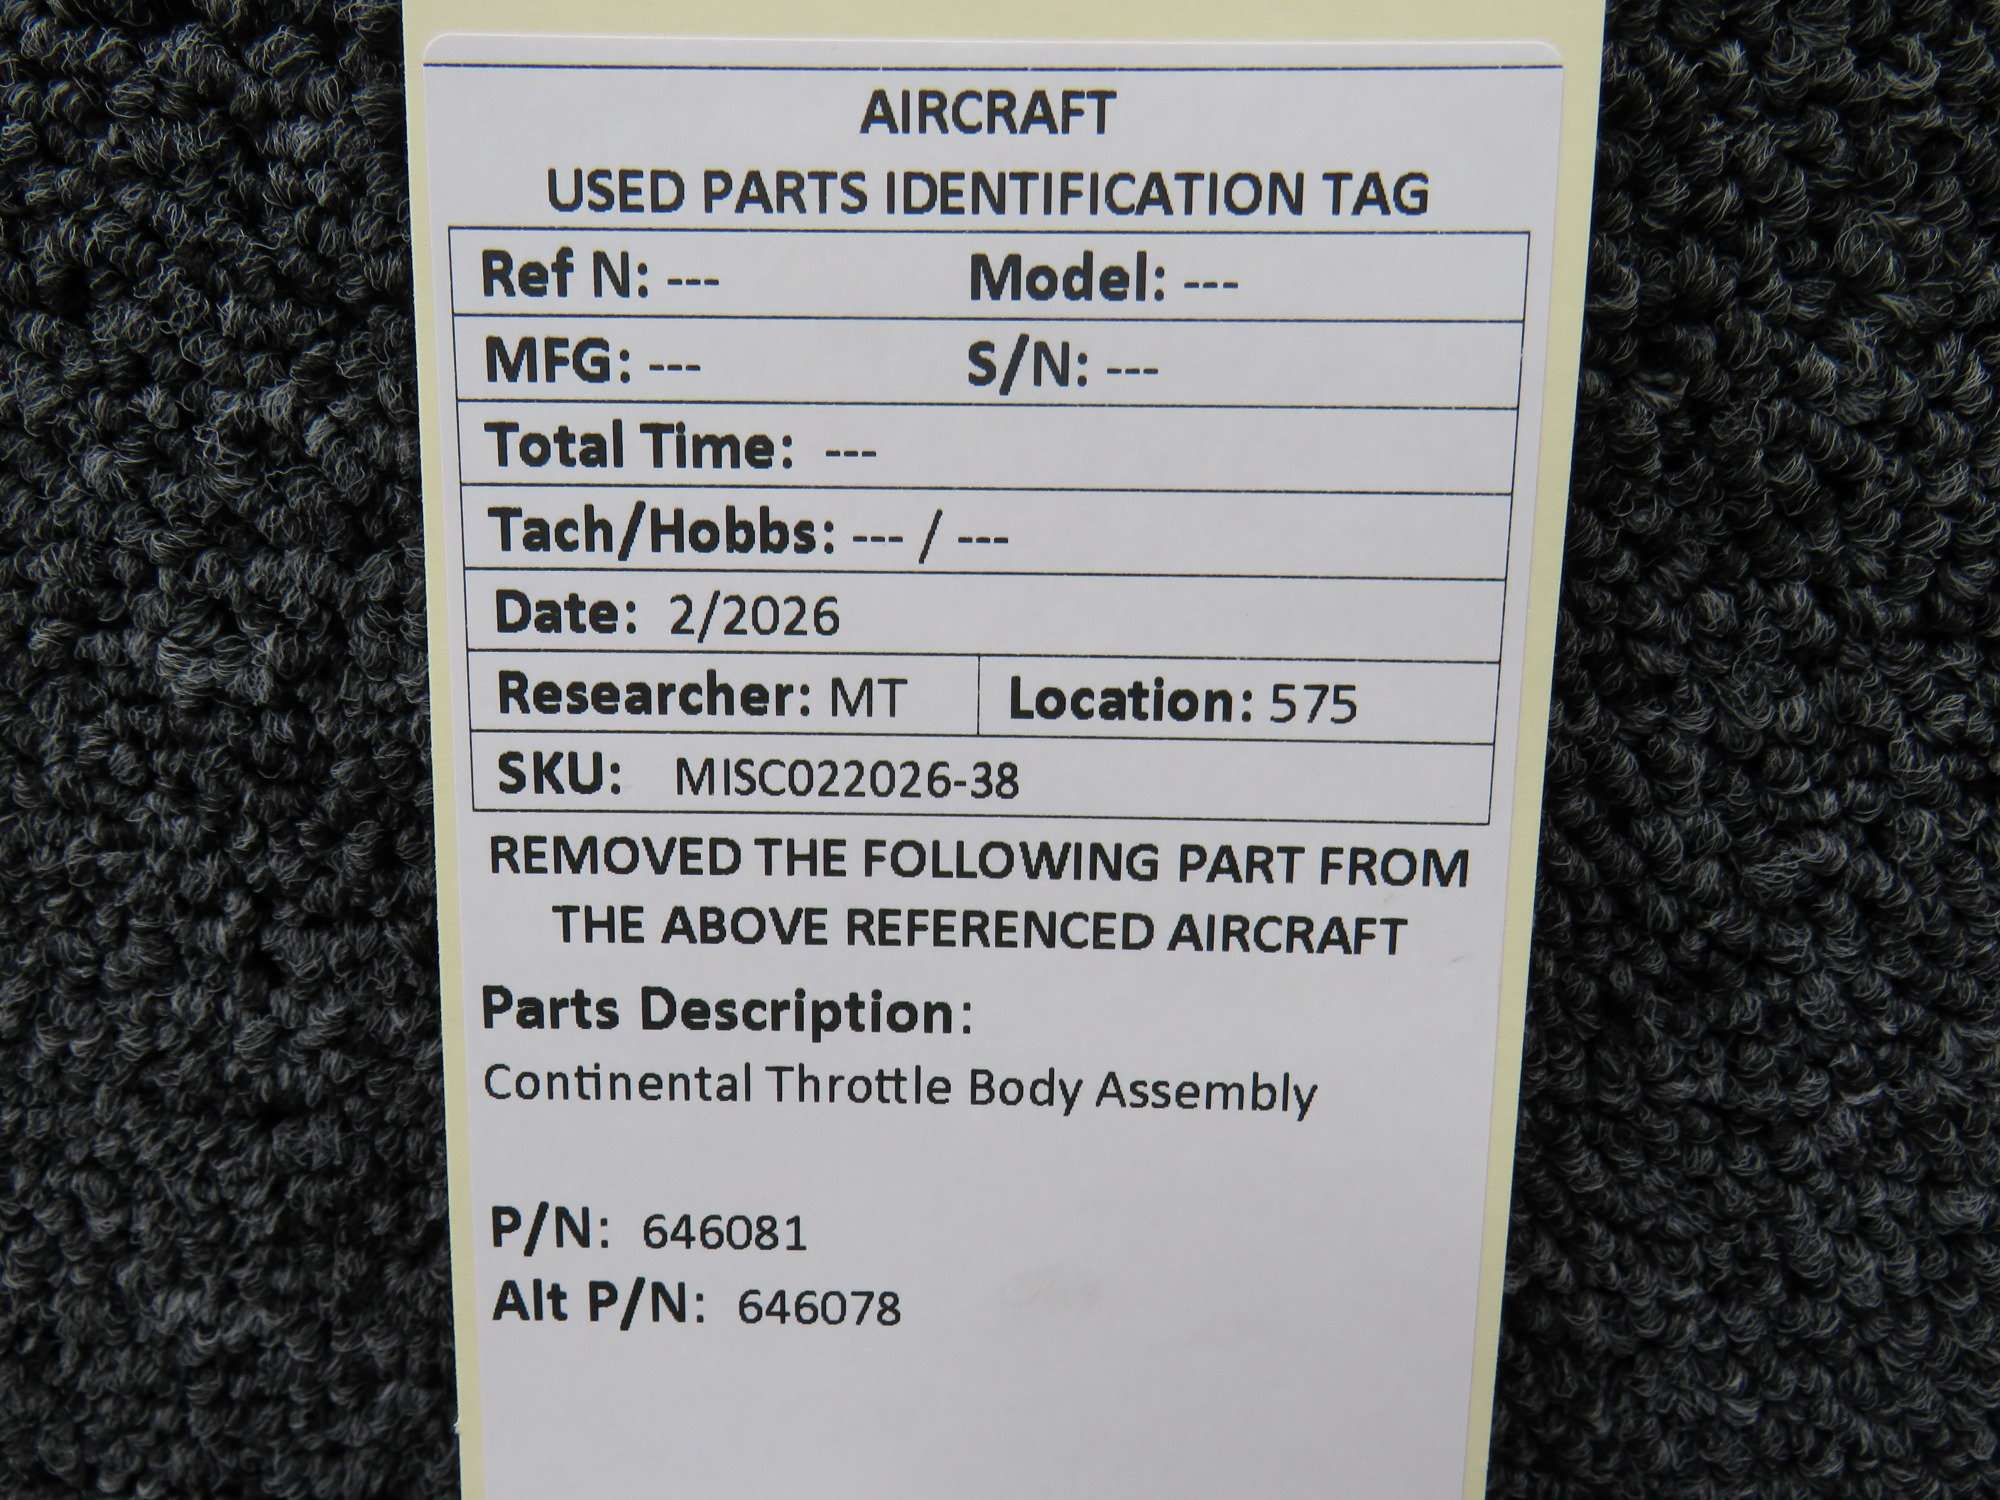 AIRCRAFT
USED PARTS IDENTIFICATION TAG
Ref N: --- Model: ---
MFG: --- S/N: ---
Total Time: ---
Tach/Hobbs: --- / ---
Date: 2/2026
Researcher: MT Location: 575
SKU: MISC022026-38
REMOVED THE FOLLOWING PART FROM
THE ABOVE REFERENCED AIRCRAFT
Parts Description:
Continental Throttle Body Assembly
P/N: 646081
Alt P/N: 646078